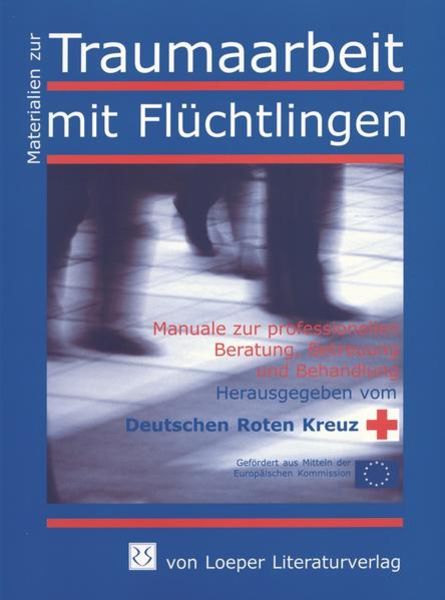 Materialien zur
Traumaarbeit
mit Flüchtlingen
Manuale zur professionellen
Beratung, Betreuung
und Behandlung
Herausgegeben vom
Deutschen Roten Kreuz
Gefördert aus Mitteln der
Europäischen Kommission
von Loeper Literaturverlag